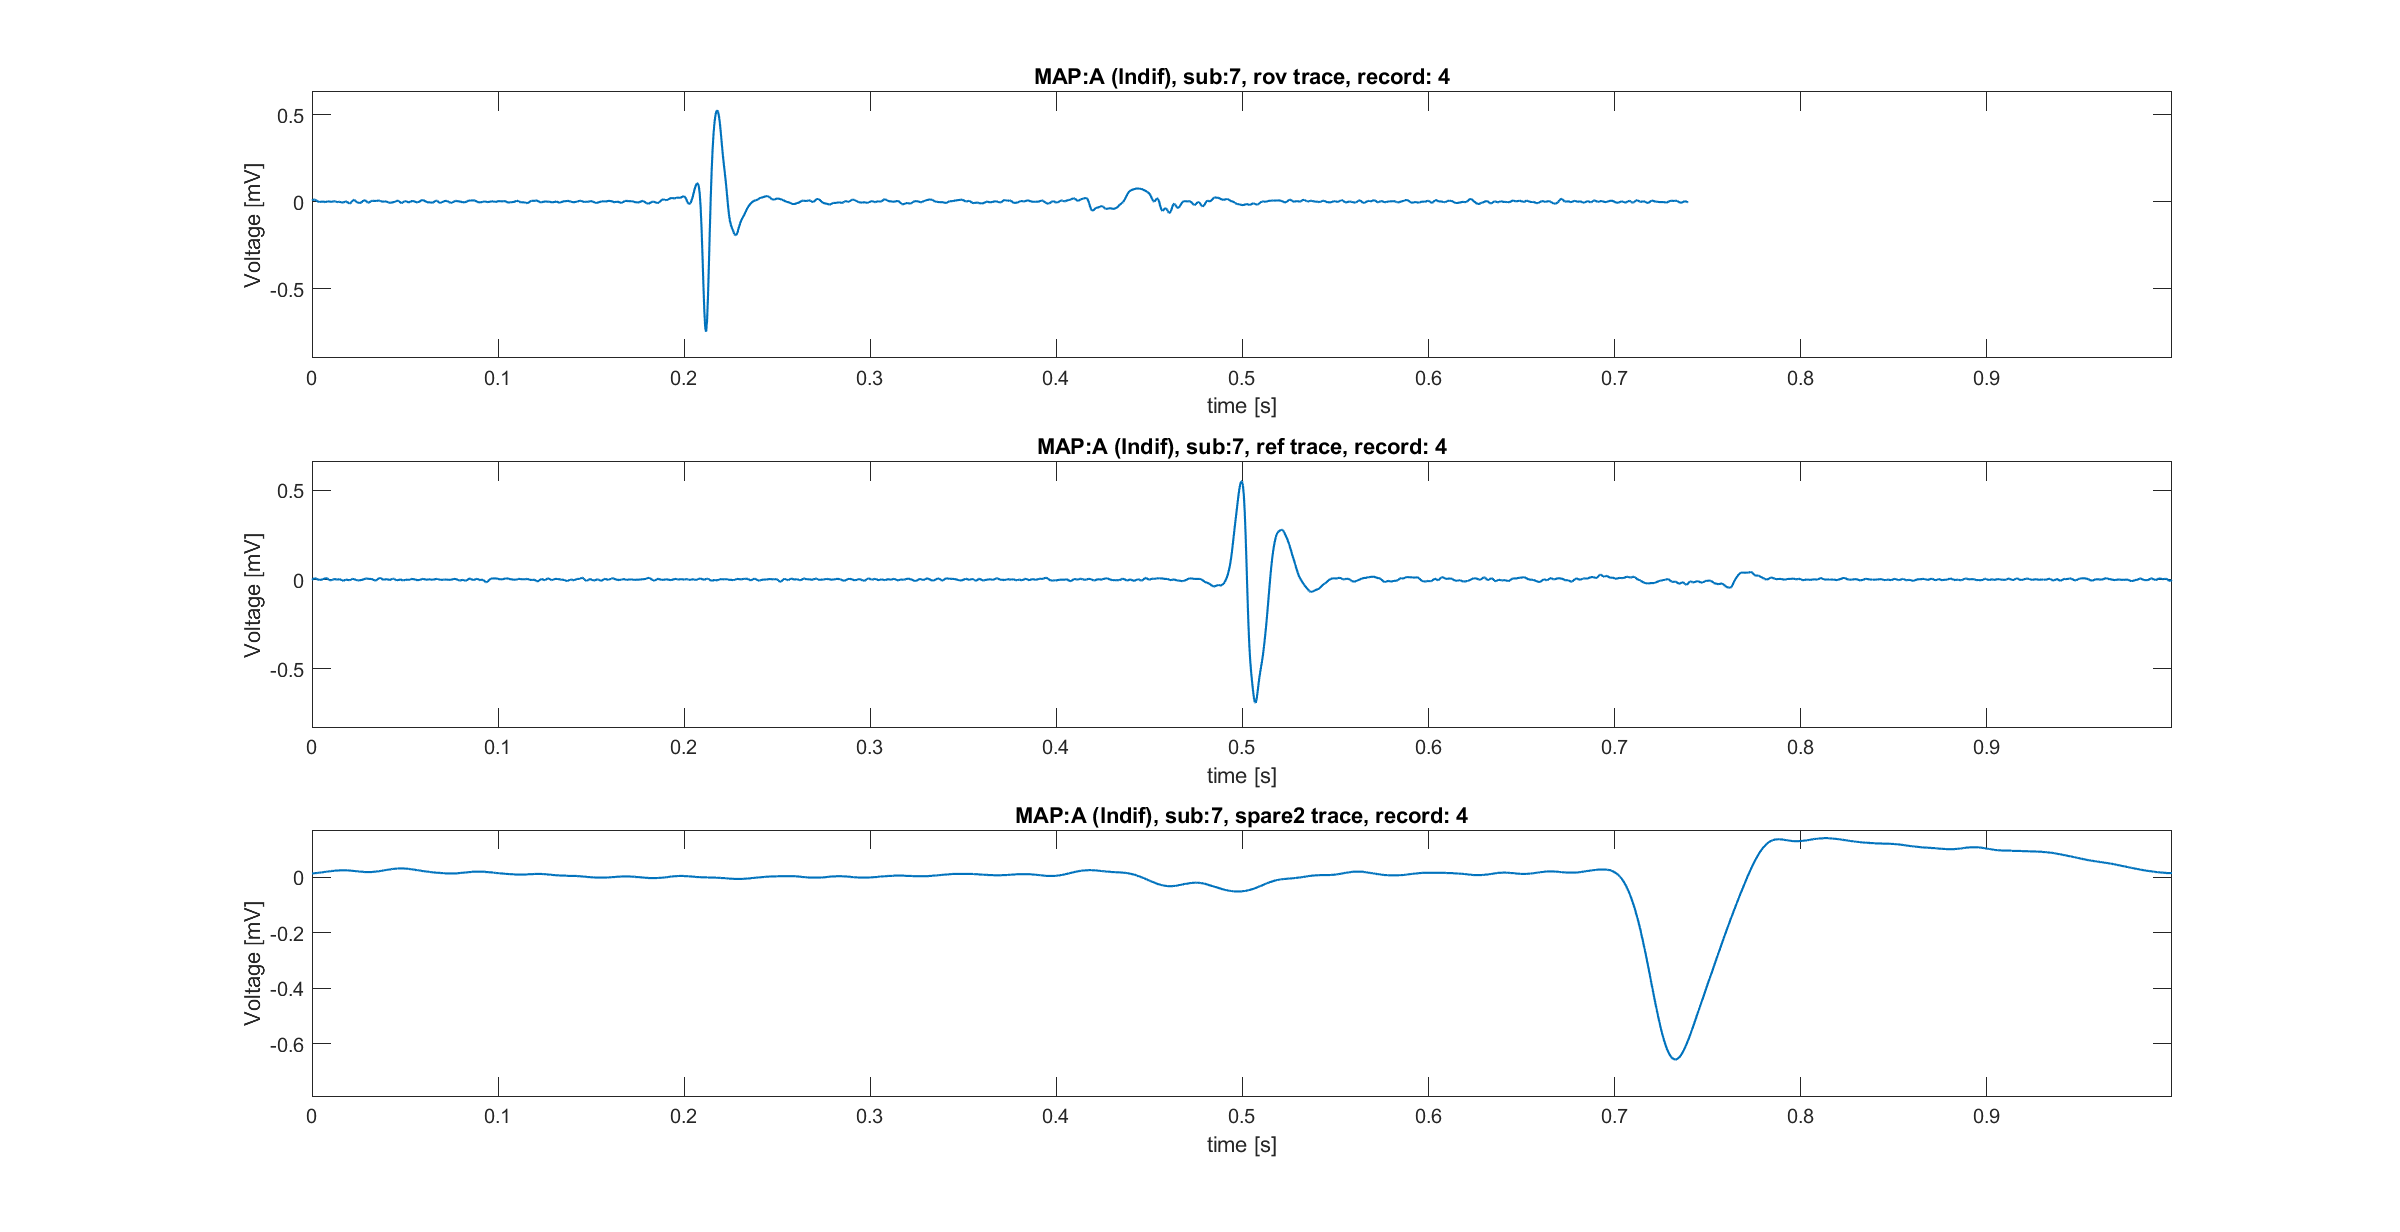 MAP:A (Indif), sub:7, rov trace, record: 4
0.5
0
-0.5
Voltage [mV]
0 0.1 0.2 0.3 0.4 0.5 0.6 0.7 0.8 0.9
time [s]
MAP:A (Indif), sub:7, ref trace, record: 4
0.5
0
-0.5
Voltage [mV]
0 0.1 0.2 0.3 0.4 0.5 0.6 0.7 0.8 0.9
time [s]
MAP:A (Indif), sub:7, spare2 trace, record: 4
0
-0.2
-0.4
-0.6
Voltage [mV]
0 0.1 0.2 0.3 0.4 0.5 0.6 0.7 0.8 0.9
time [s]